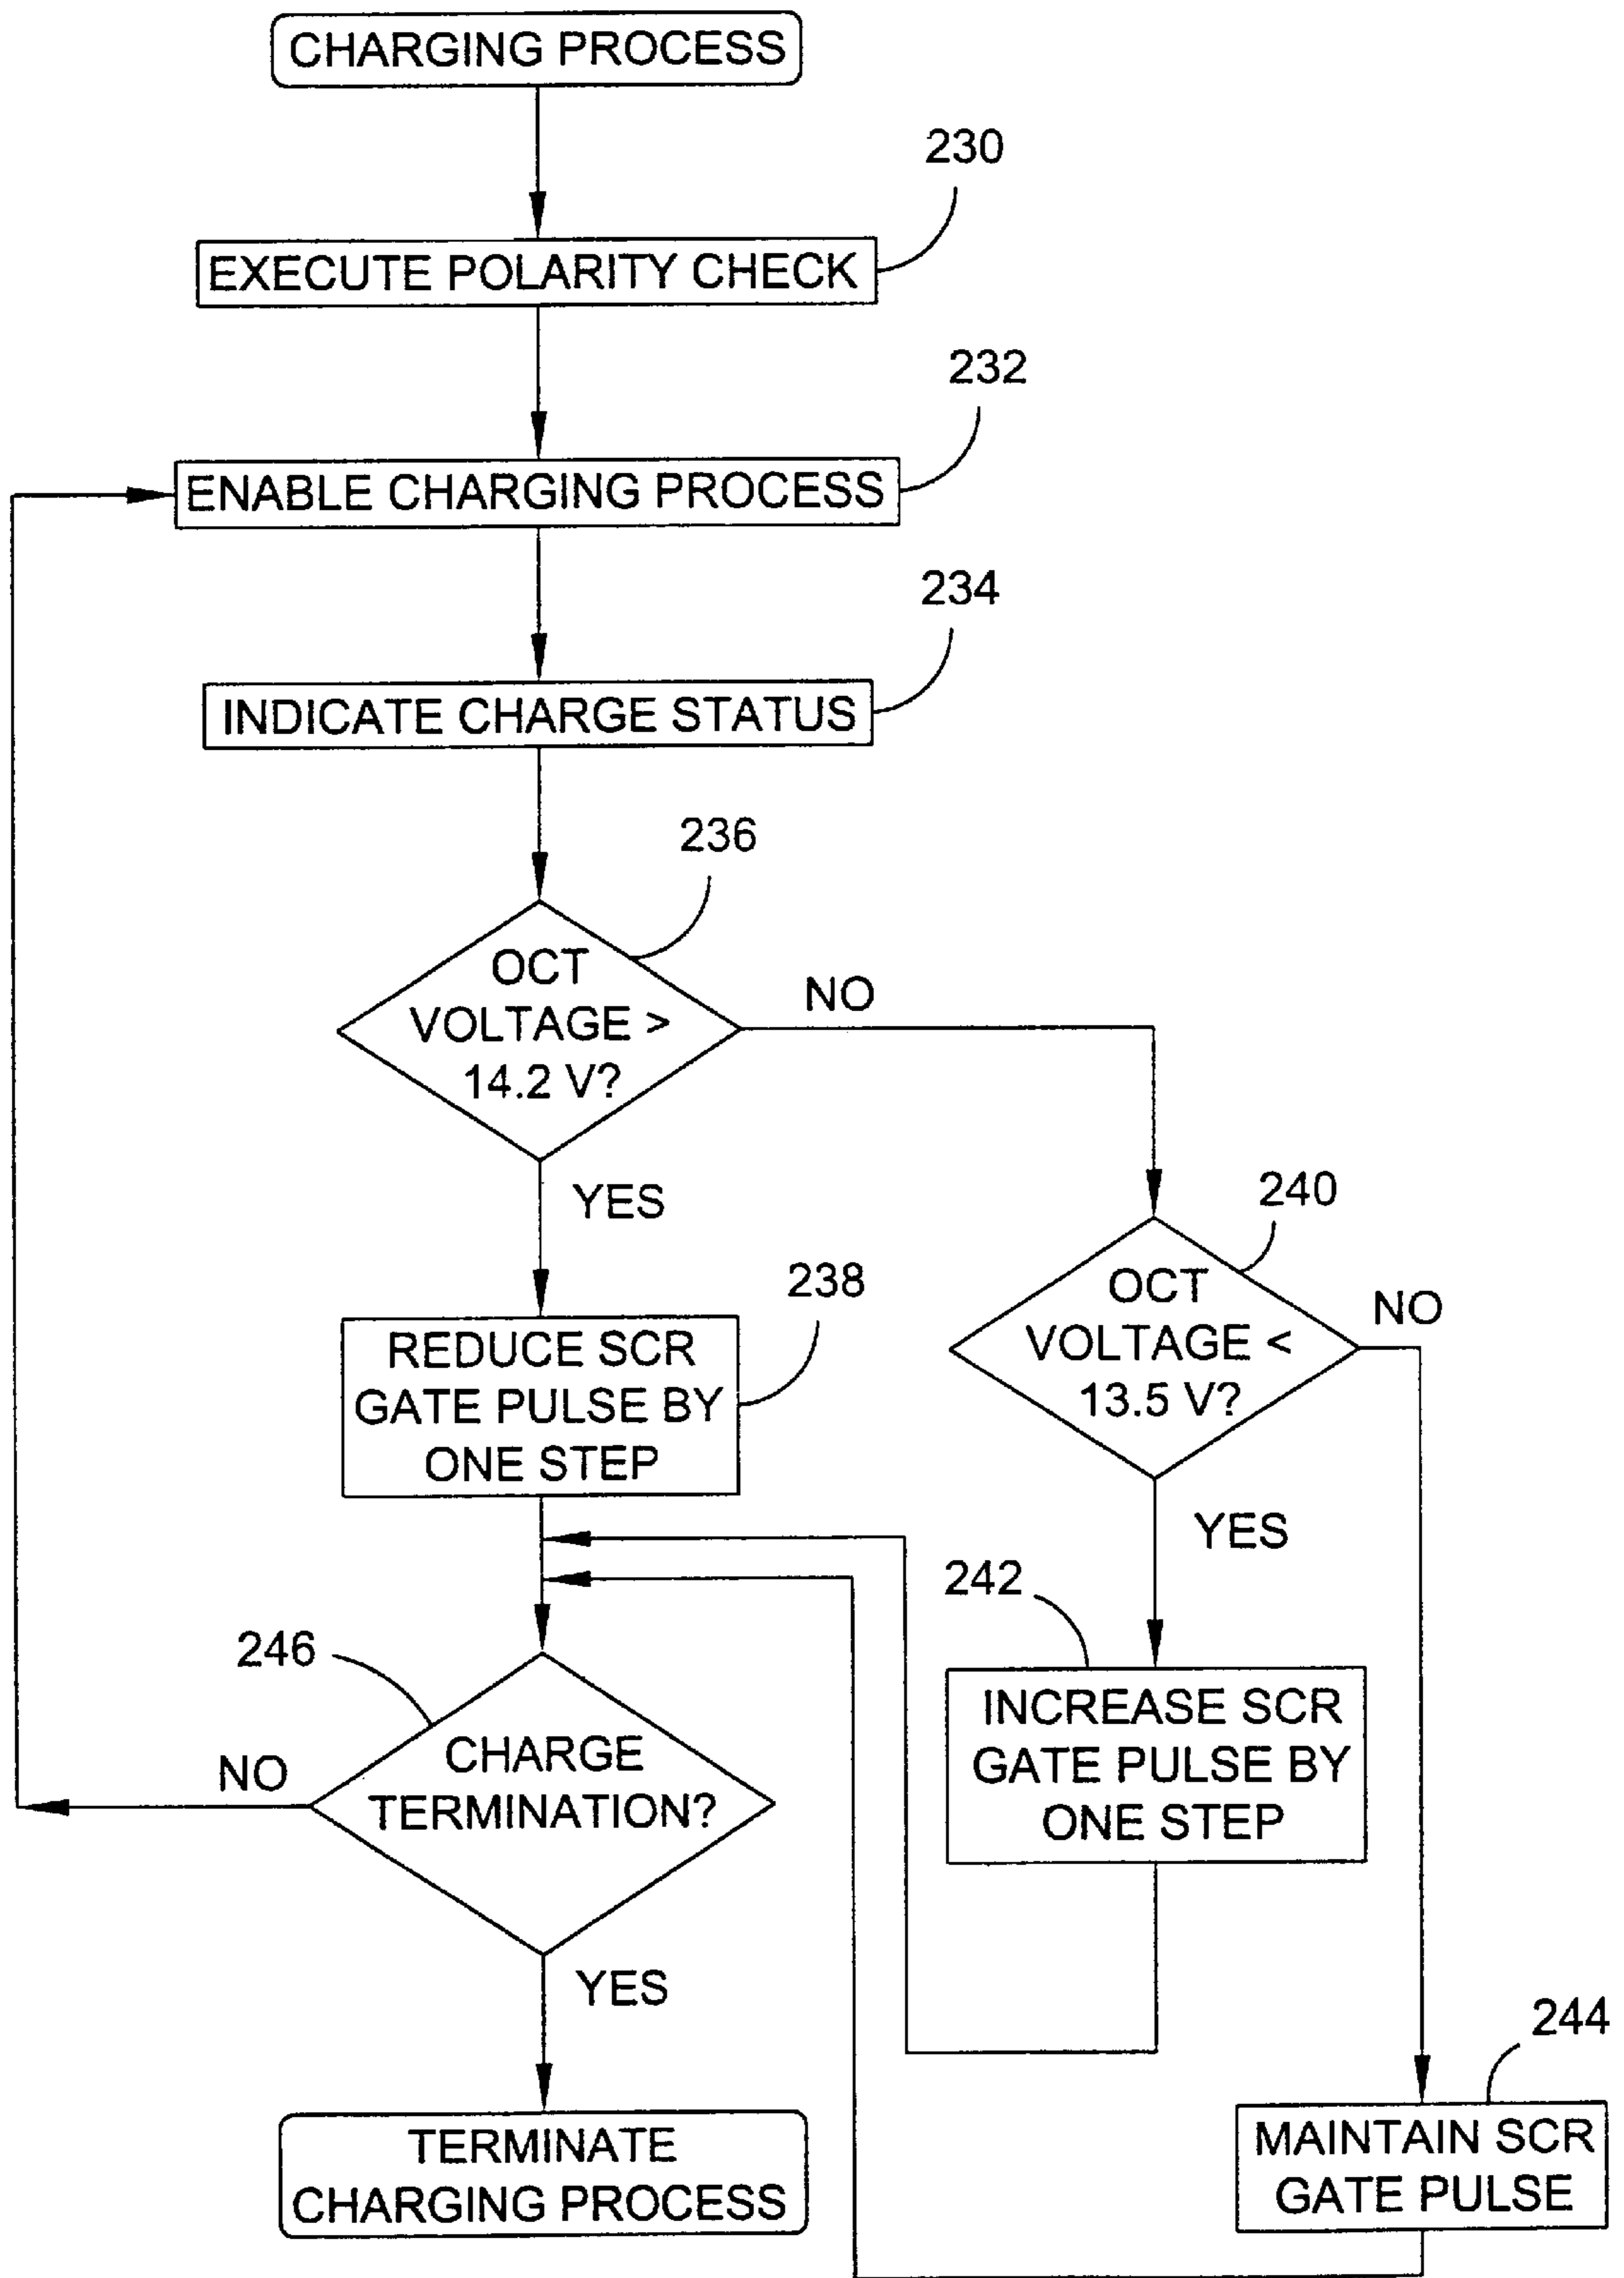 CHARGING PROCESS
230
EXECUTE POLARITY CHECK
232
ENABLE CHARGING PROCESS
234
INDICATE CHARGE STATUS
236
OCT
VOLTAGE >
14.2 V?
NO
YES
240
OCT
VOLTAGE <
13.5 V?
NO
YES
238
REDUCE SCR
GATE PULSE BY
ONE STEP
242
INCREASE SCR
GATE PULSE BY
ONE STEP
246
CHARGE
TERMINATION?
NO
YES
244
MAINTAIN SCR
GATE PULSE
TERMINATE
CHARGING PROCESS